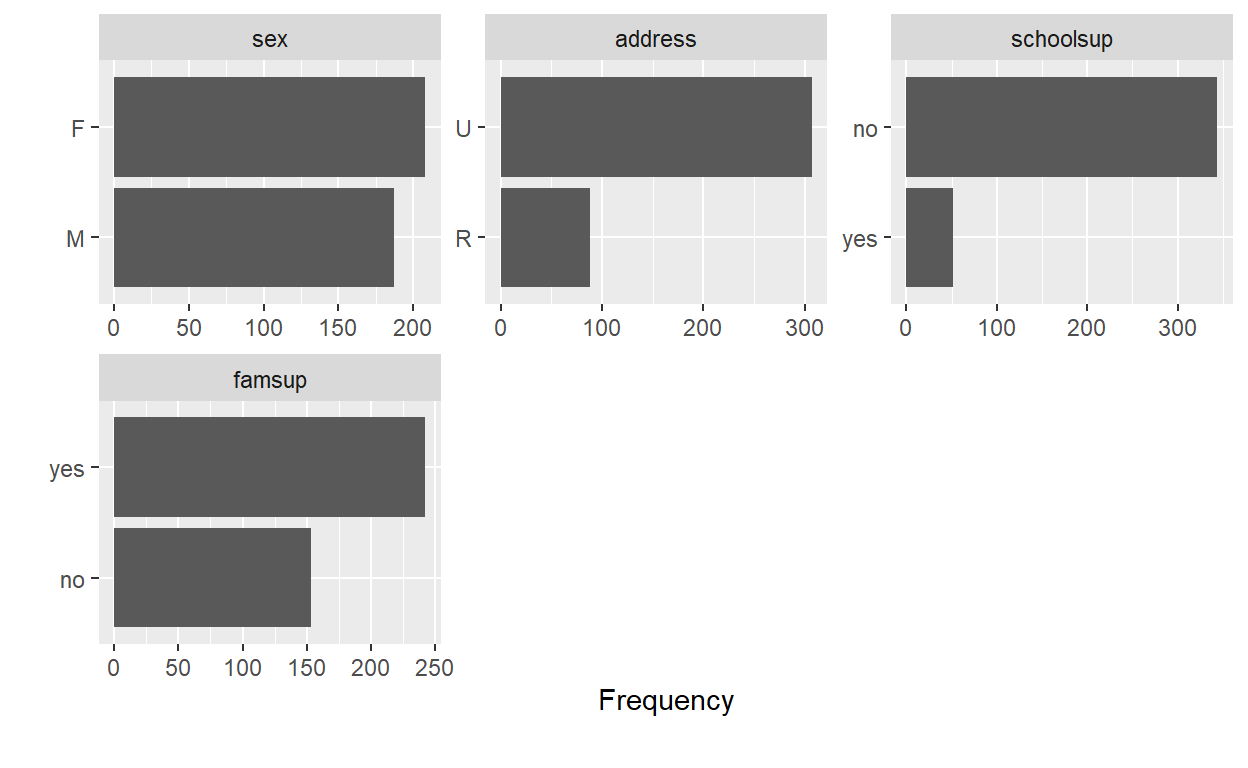 sex
F
M
0 50 100 150 200
address
U
R
0 100 200 300
schoolsup
no
yes
0 100 200 300
famsup
yes
no
0 50 100 150 200 250
Frequency